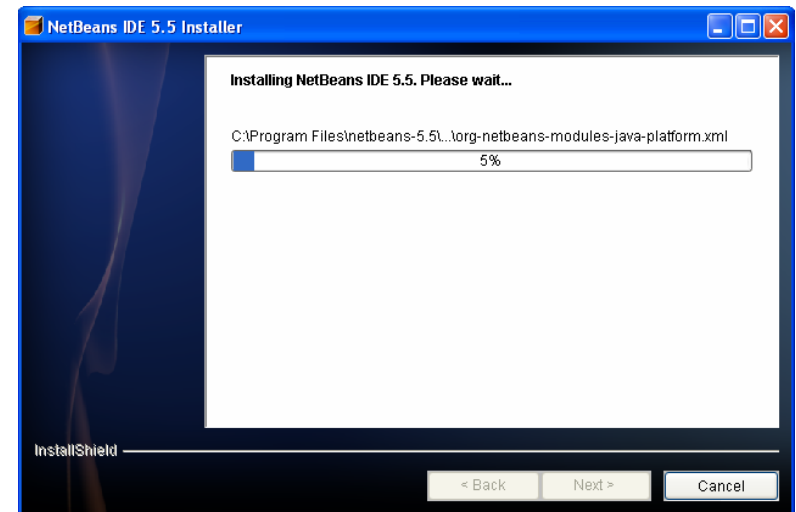 NetBeans IDE 5.5 Installer
Installing NetBeans IDE 5.5. Please wait...
C:\Program Files\netbeans-5.5\...\org-netbeans-modules-java-platform.xml
5%
InstallShield
< Back Next > Cancel